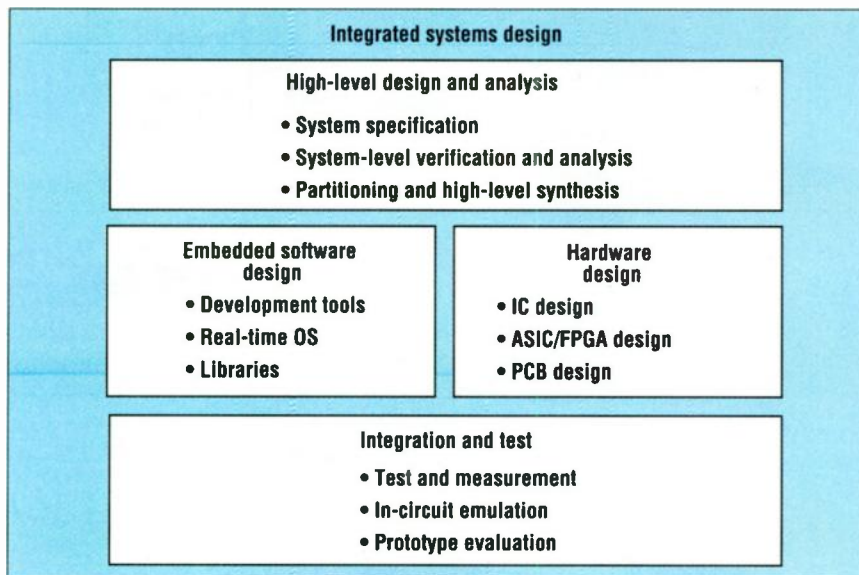 Integrated systems design
High-level design and analysis
• System specification
• System-level verification and analysis
• Partitioning and high-level synthesis
Embedded software
design
• Development tools
• Real-time OS
• Libraries
Hardware
design
• IC design
• ASIC/FPGA design
• PCB design
Integration and test
• Test and measurement
• In-circuit emulation
• Prototype evaluation